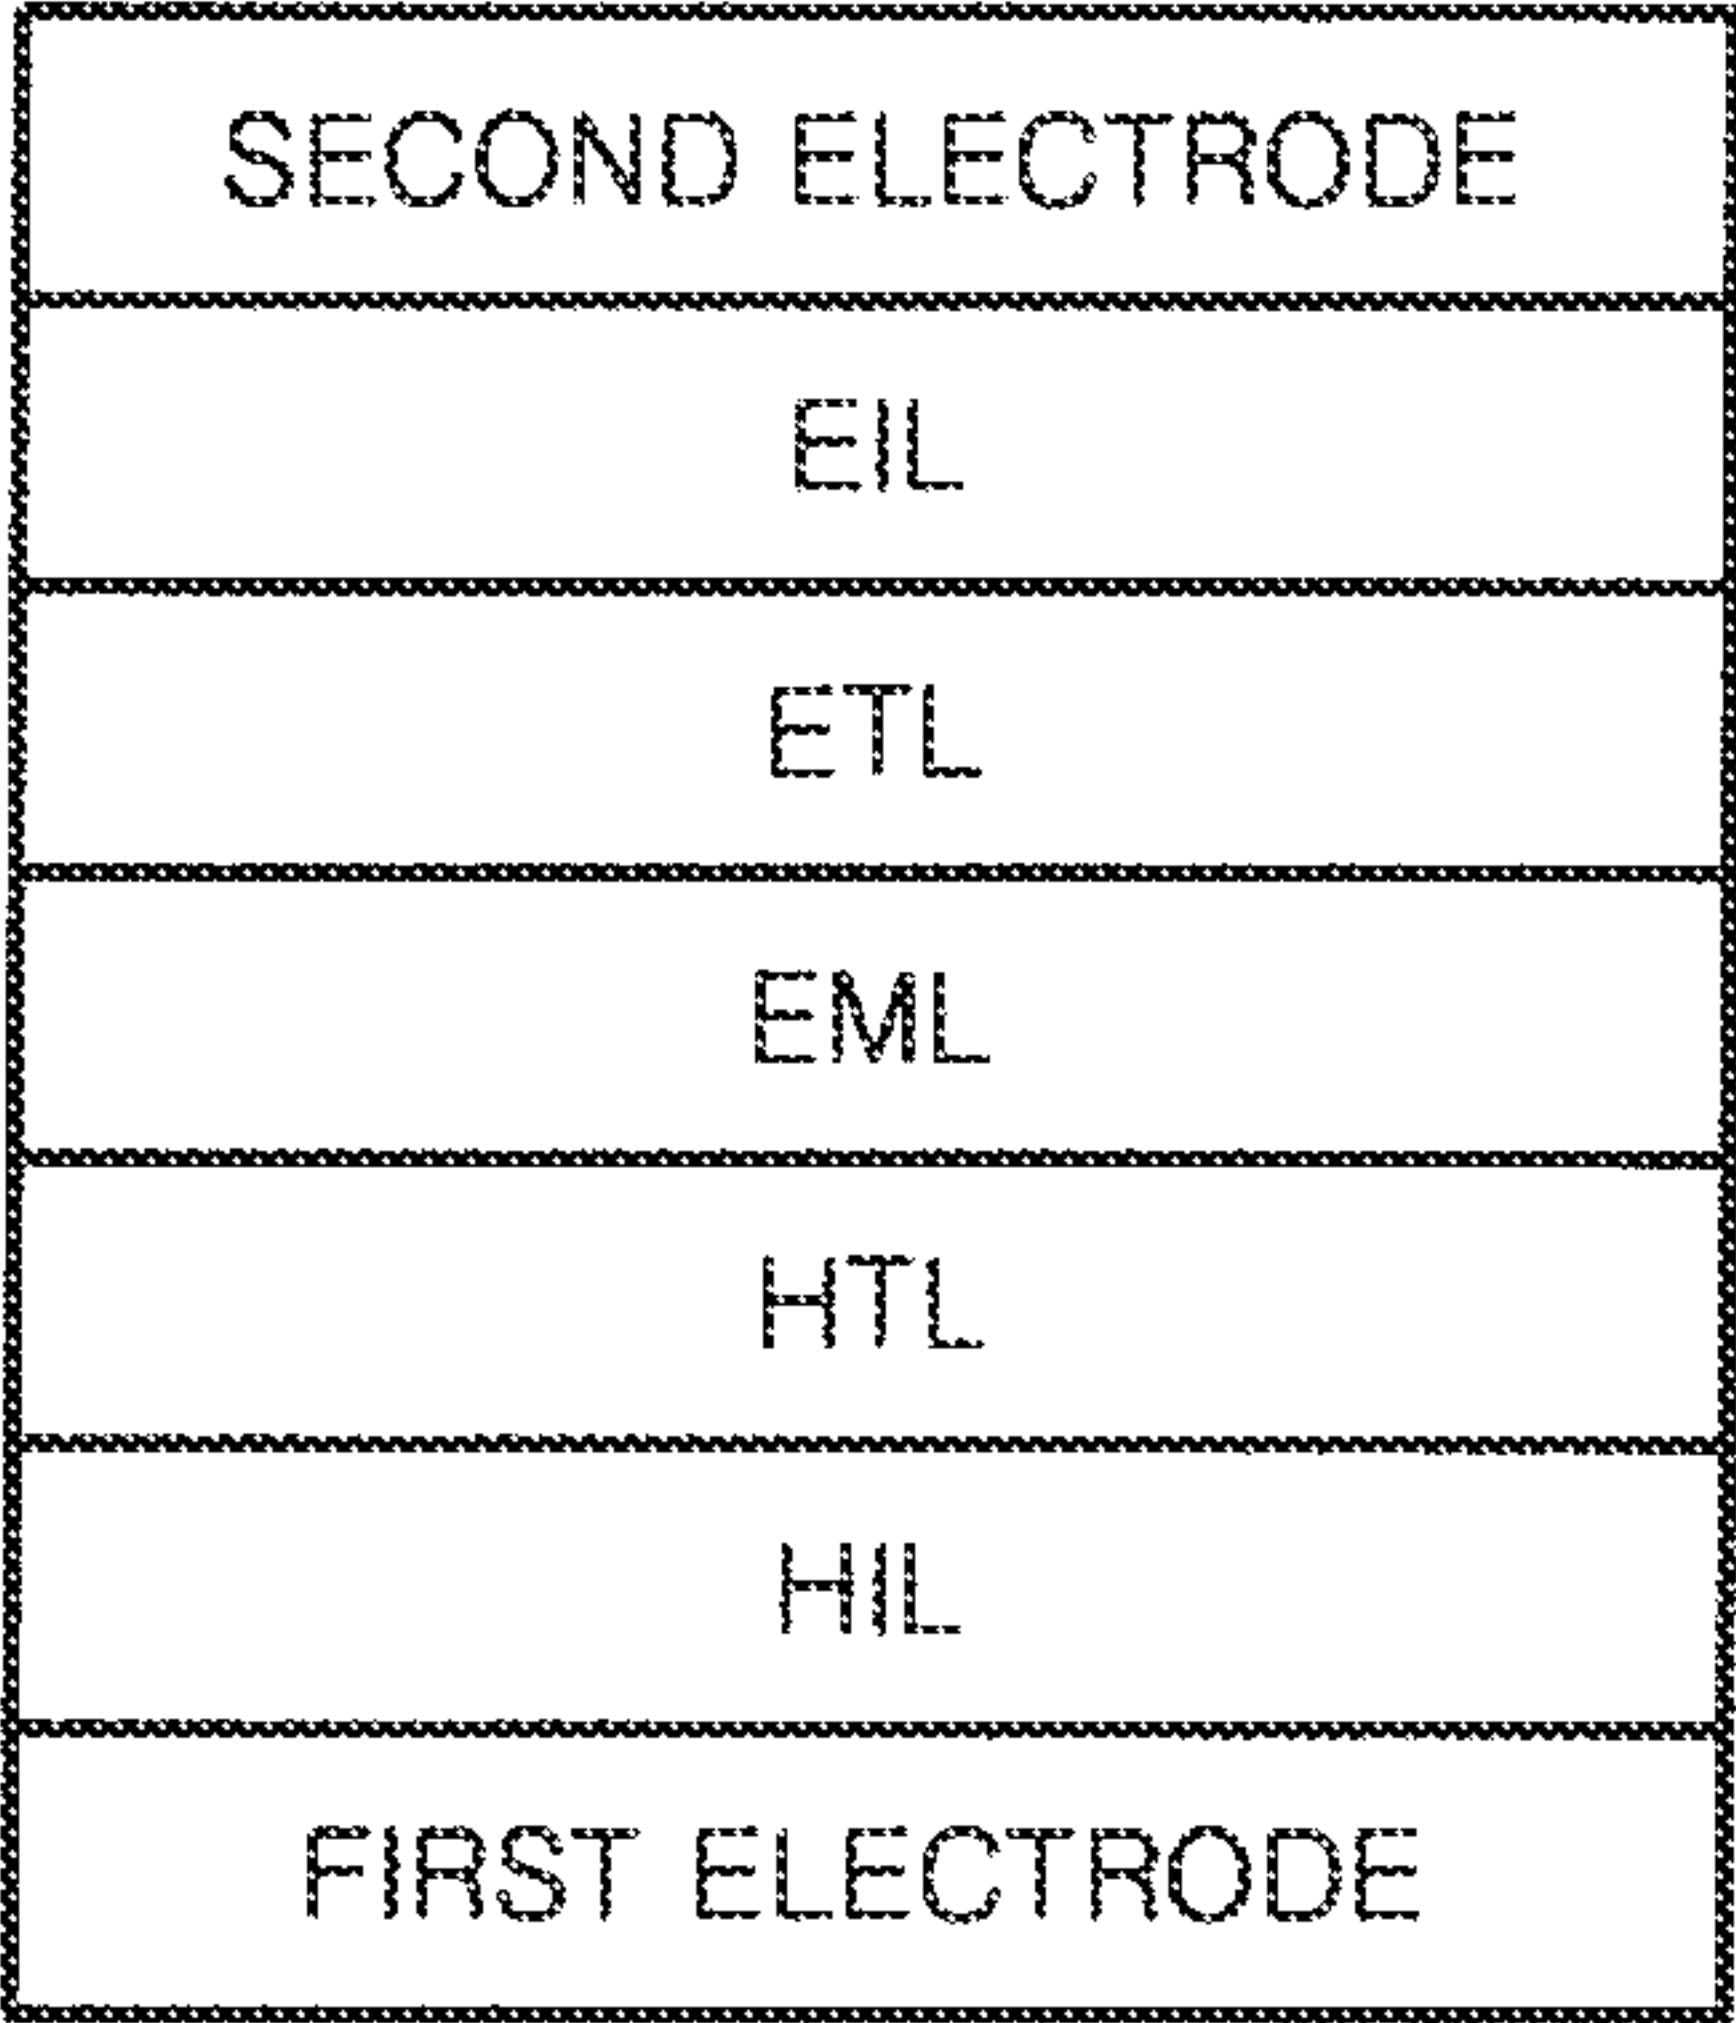 SECOND ELECTRODE
EIL
ETL
EML
HTL
HIL
FIRST ELECTRODE